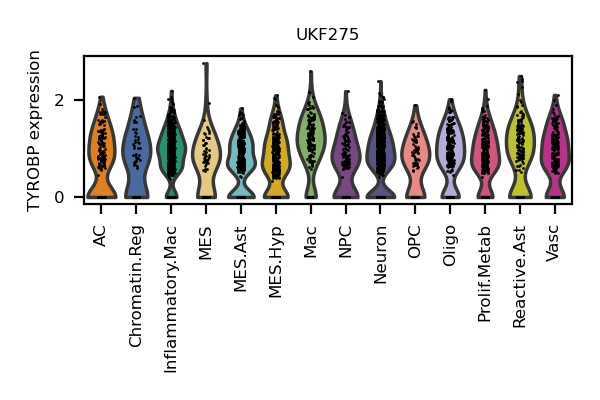 UKF275
TYROBP expression
2
0
AC
Chromatin.Reg
Inflammatory.Mac
MES
MES.Ast
MES.Hyp
Mac
NPC
Neuron
OPC
Oligo
Prolif.Metab
Reactive.Ast
Vasc